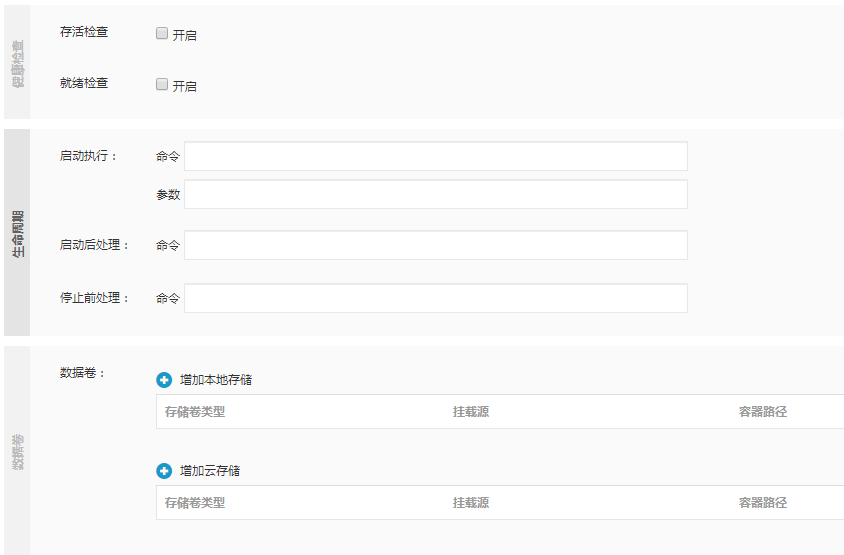 健康检查
存活检查 开启
就绪检查 开启
生命周期
启动执行： 命令
参数
启动后处理： 命令
停止前处理： 命令
数据卷
数据卷： 增加本地存储
存储卷类型 挂载源 容器路径
增加云存储
存储卷类型 挂载源 容器路径